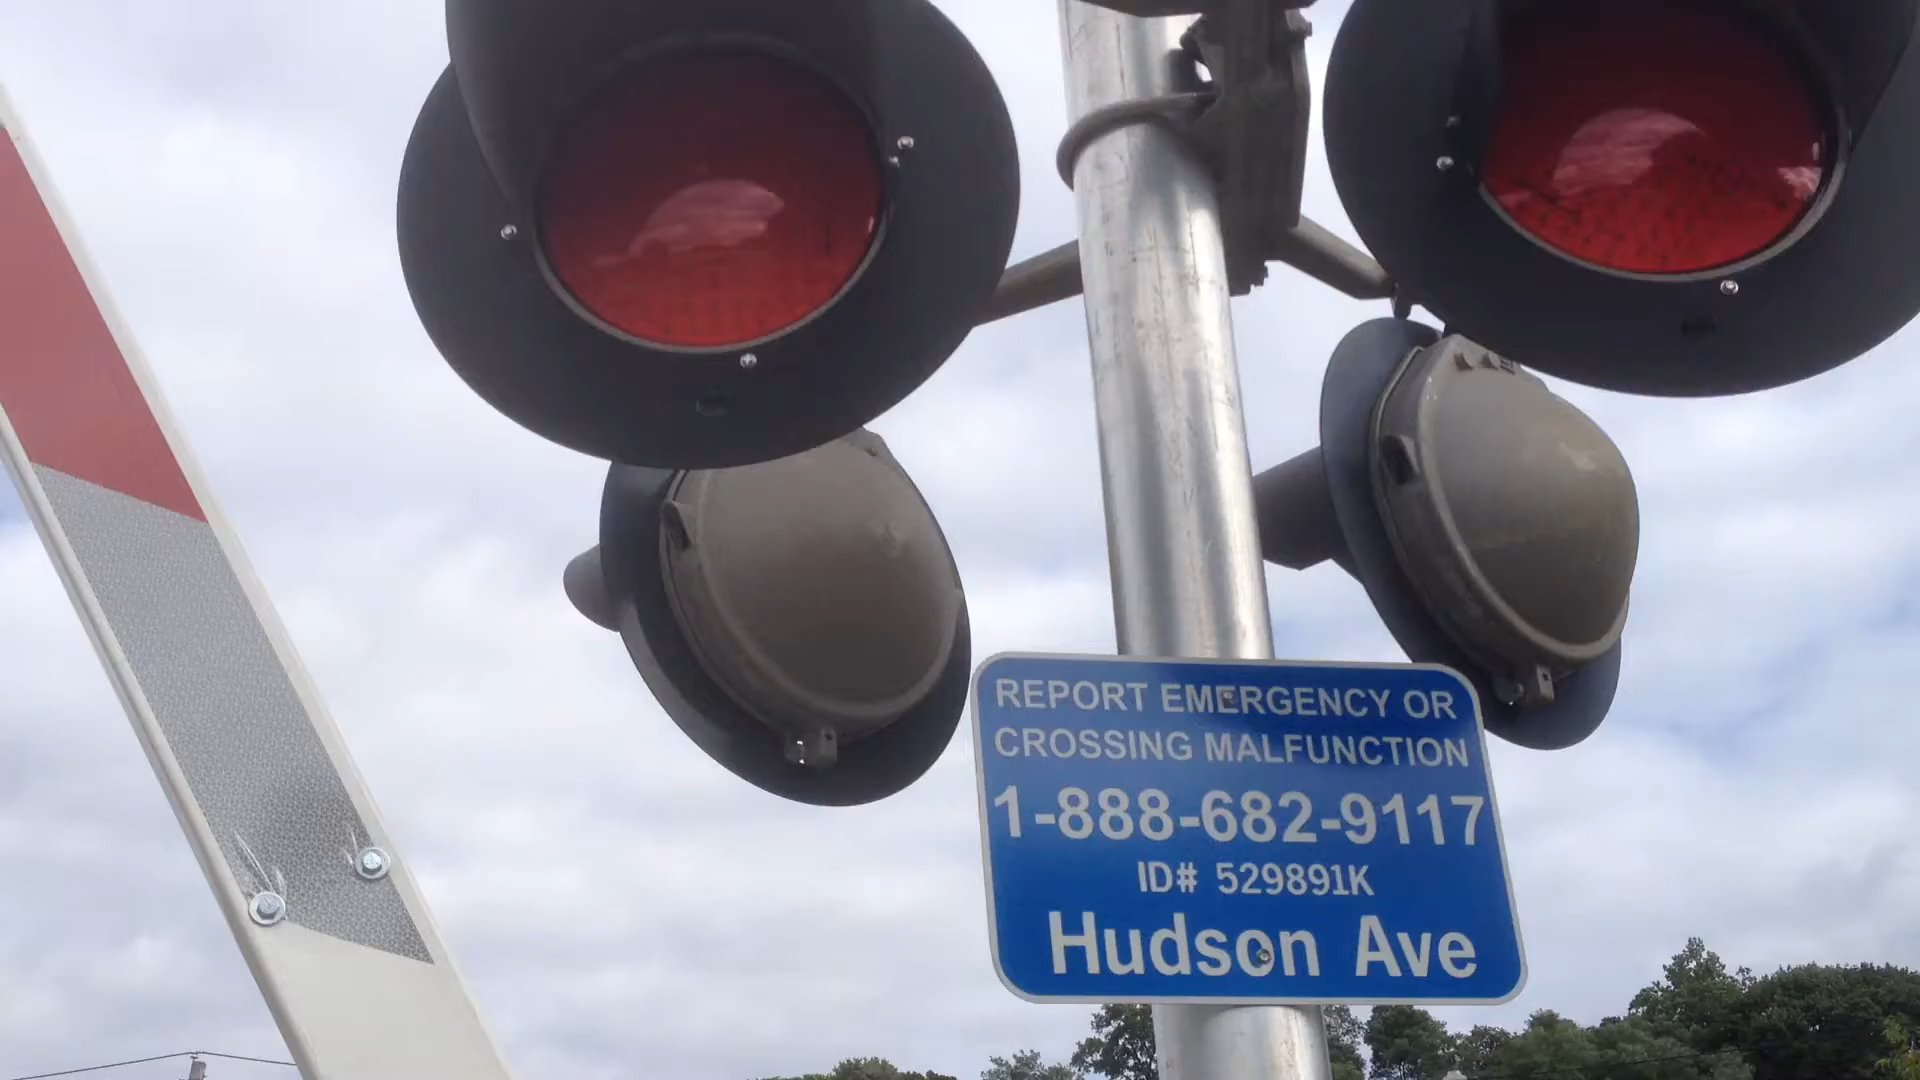 REPORT EMERGENCY OR
CROSSING MALFUNCTION
1-888-682-9117
ID# 529891K
Hudson Ave